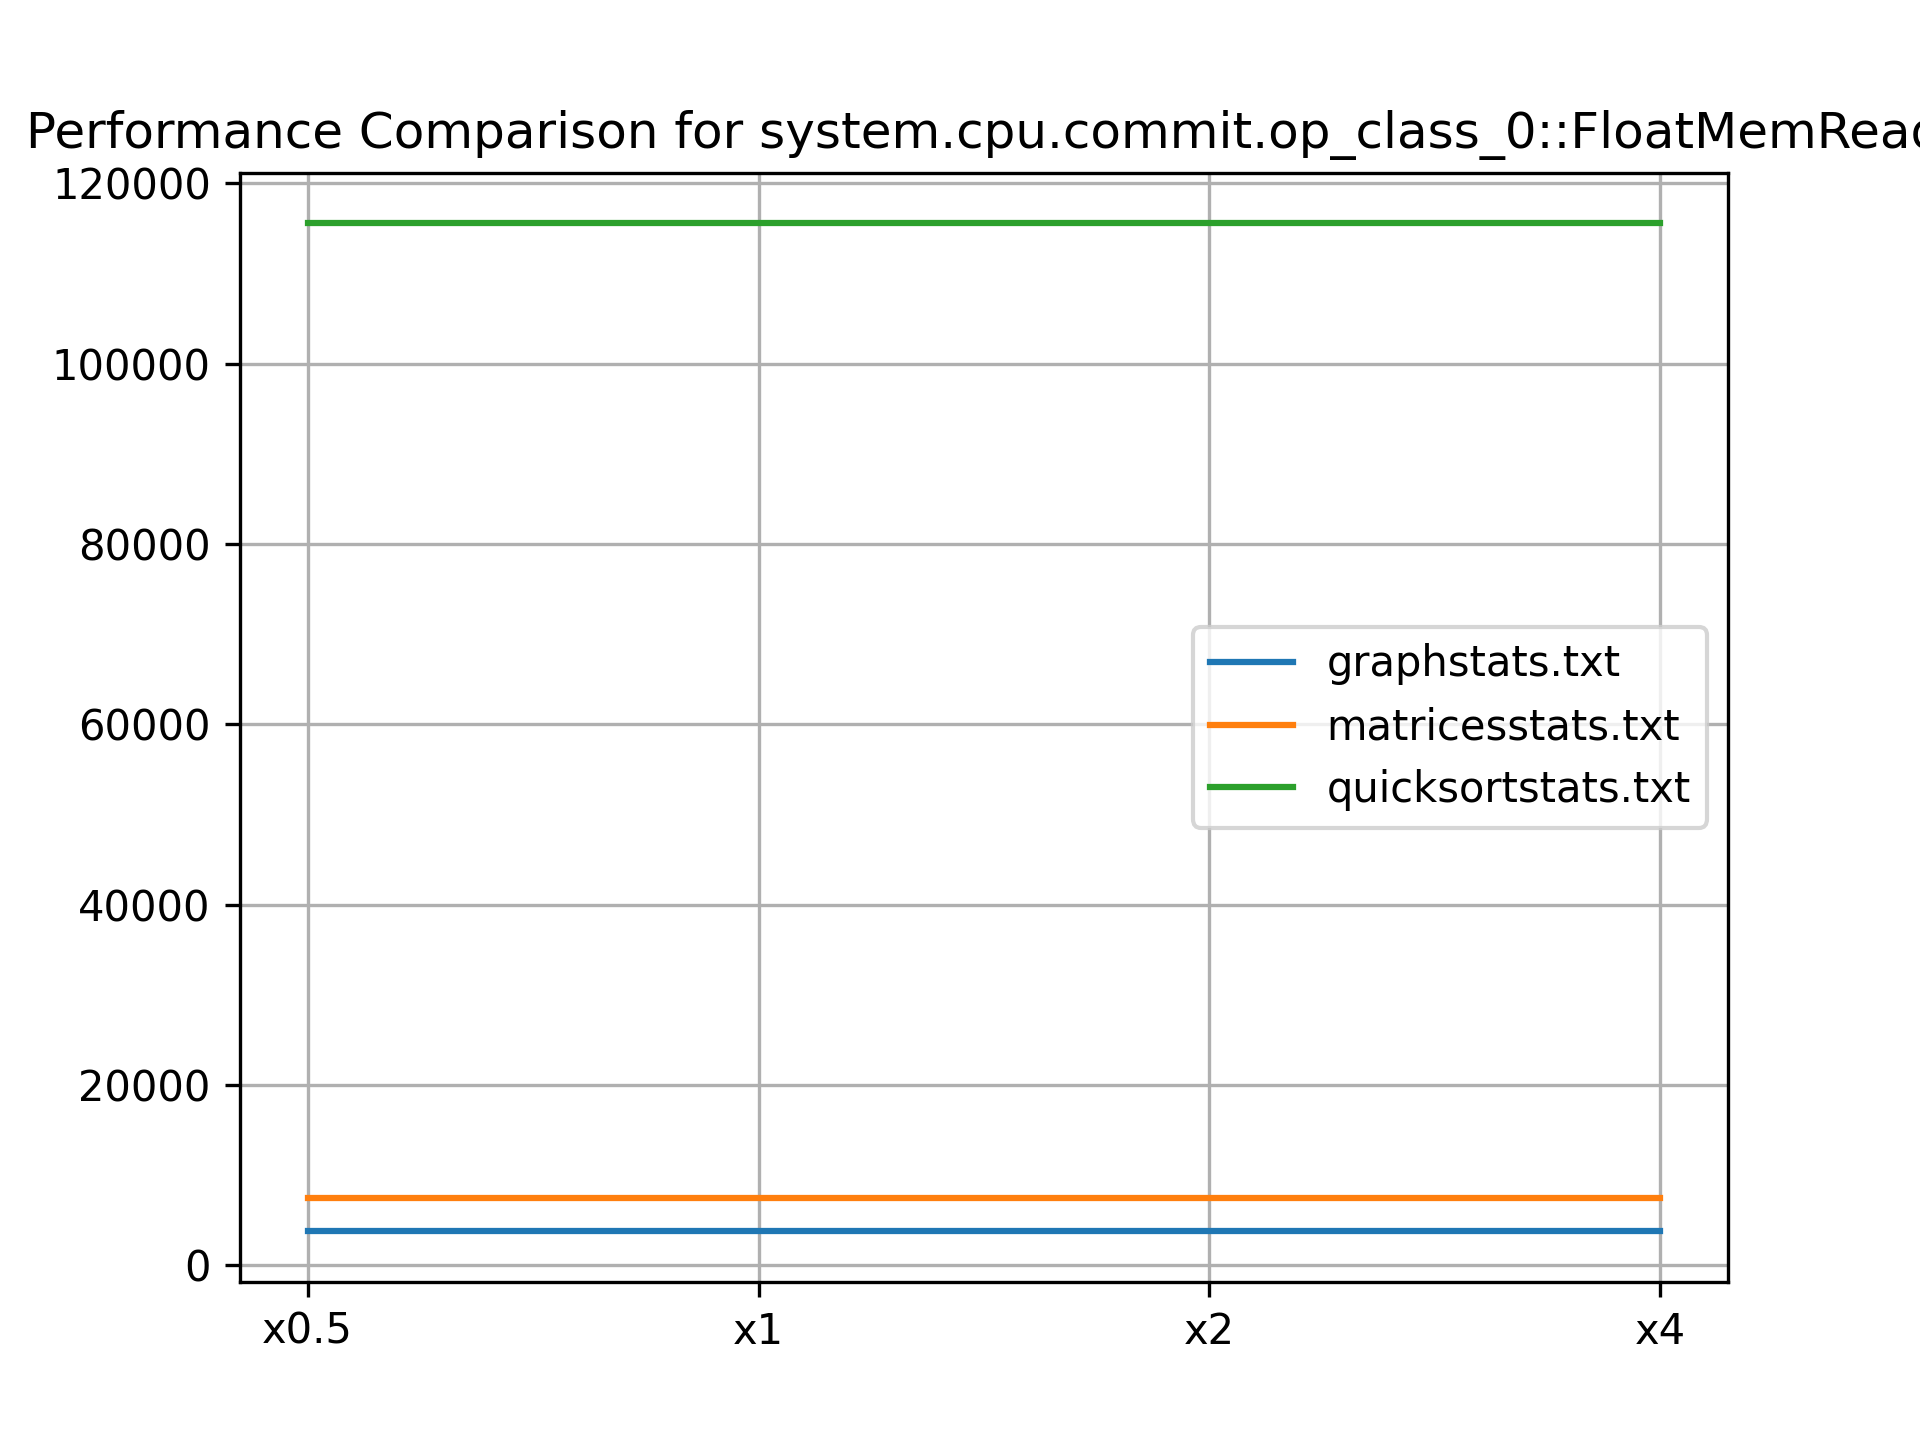 Performance Comparison for system.cpu.commit.op_class_0::FloatMemRead
120000
100000
80000
60000
40000
20000
0
graphstats.txt
matricesstats.txt
quicksortstats.txt
x0.5 x1 x2 x4